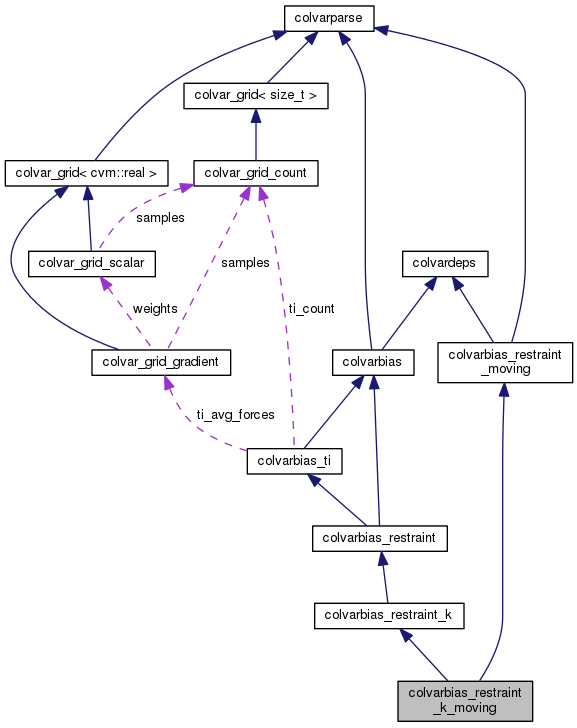 colvarparse
colvar_grid< size_t >
colvar_grid< cvm::real >
colvar_grid_count
samples
colvar_grid_scalar
samples
colvardeps
weights
ti_count
colvar_grid_gradient
colvarbias
colvarbias_restraint
_moving
ti_avg_forces
colvarbias_ti
colvarbias_restraint
colvarbias_restraint_k
colvarbias_restraint
_k_moving